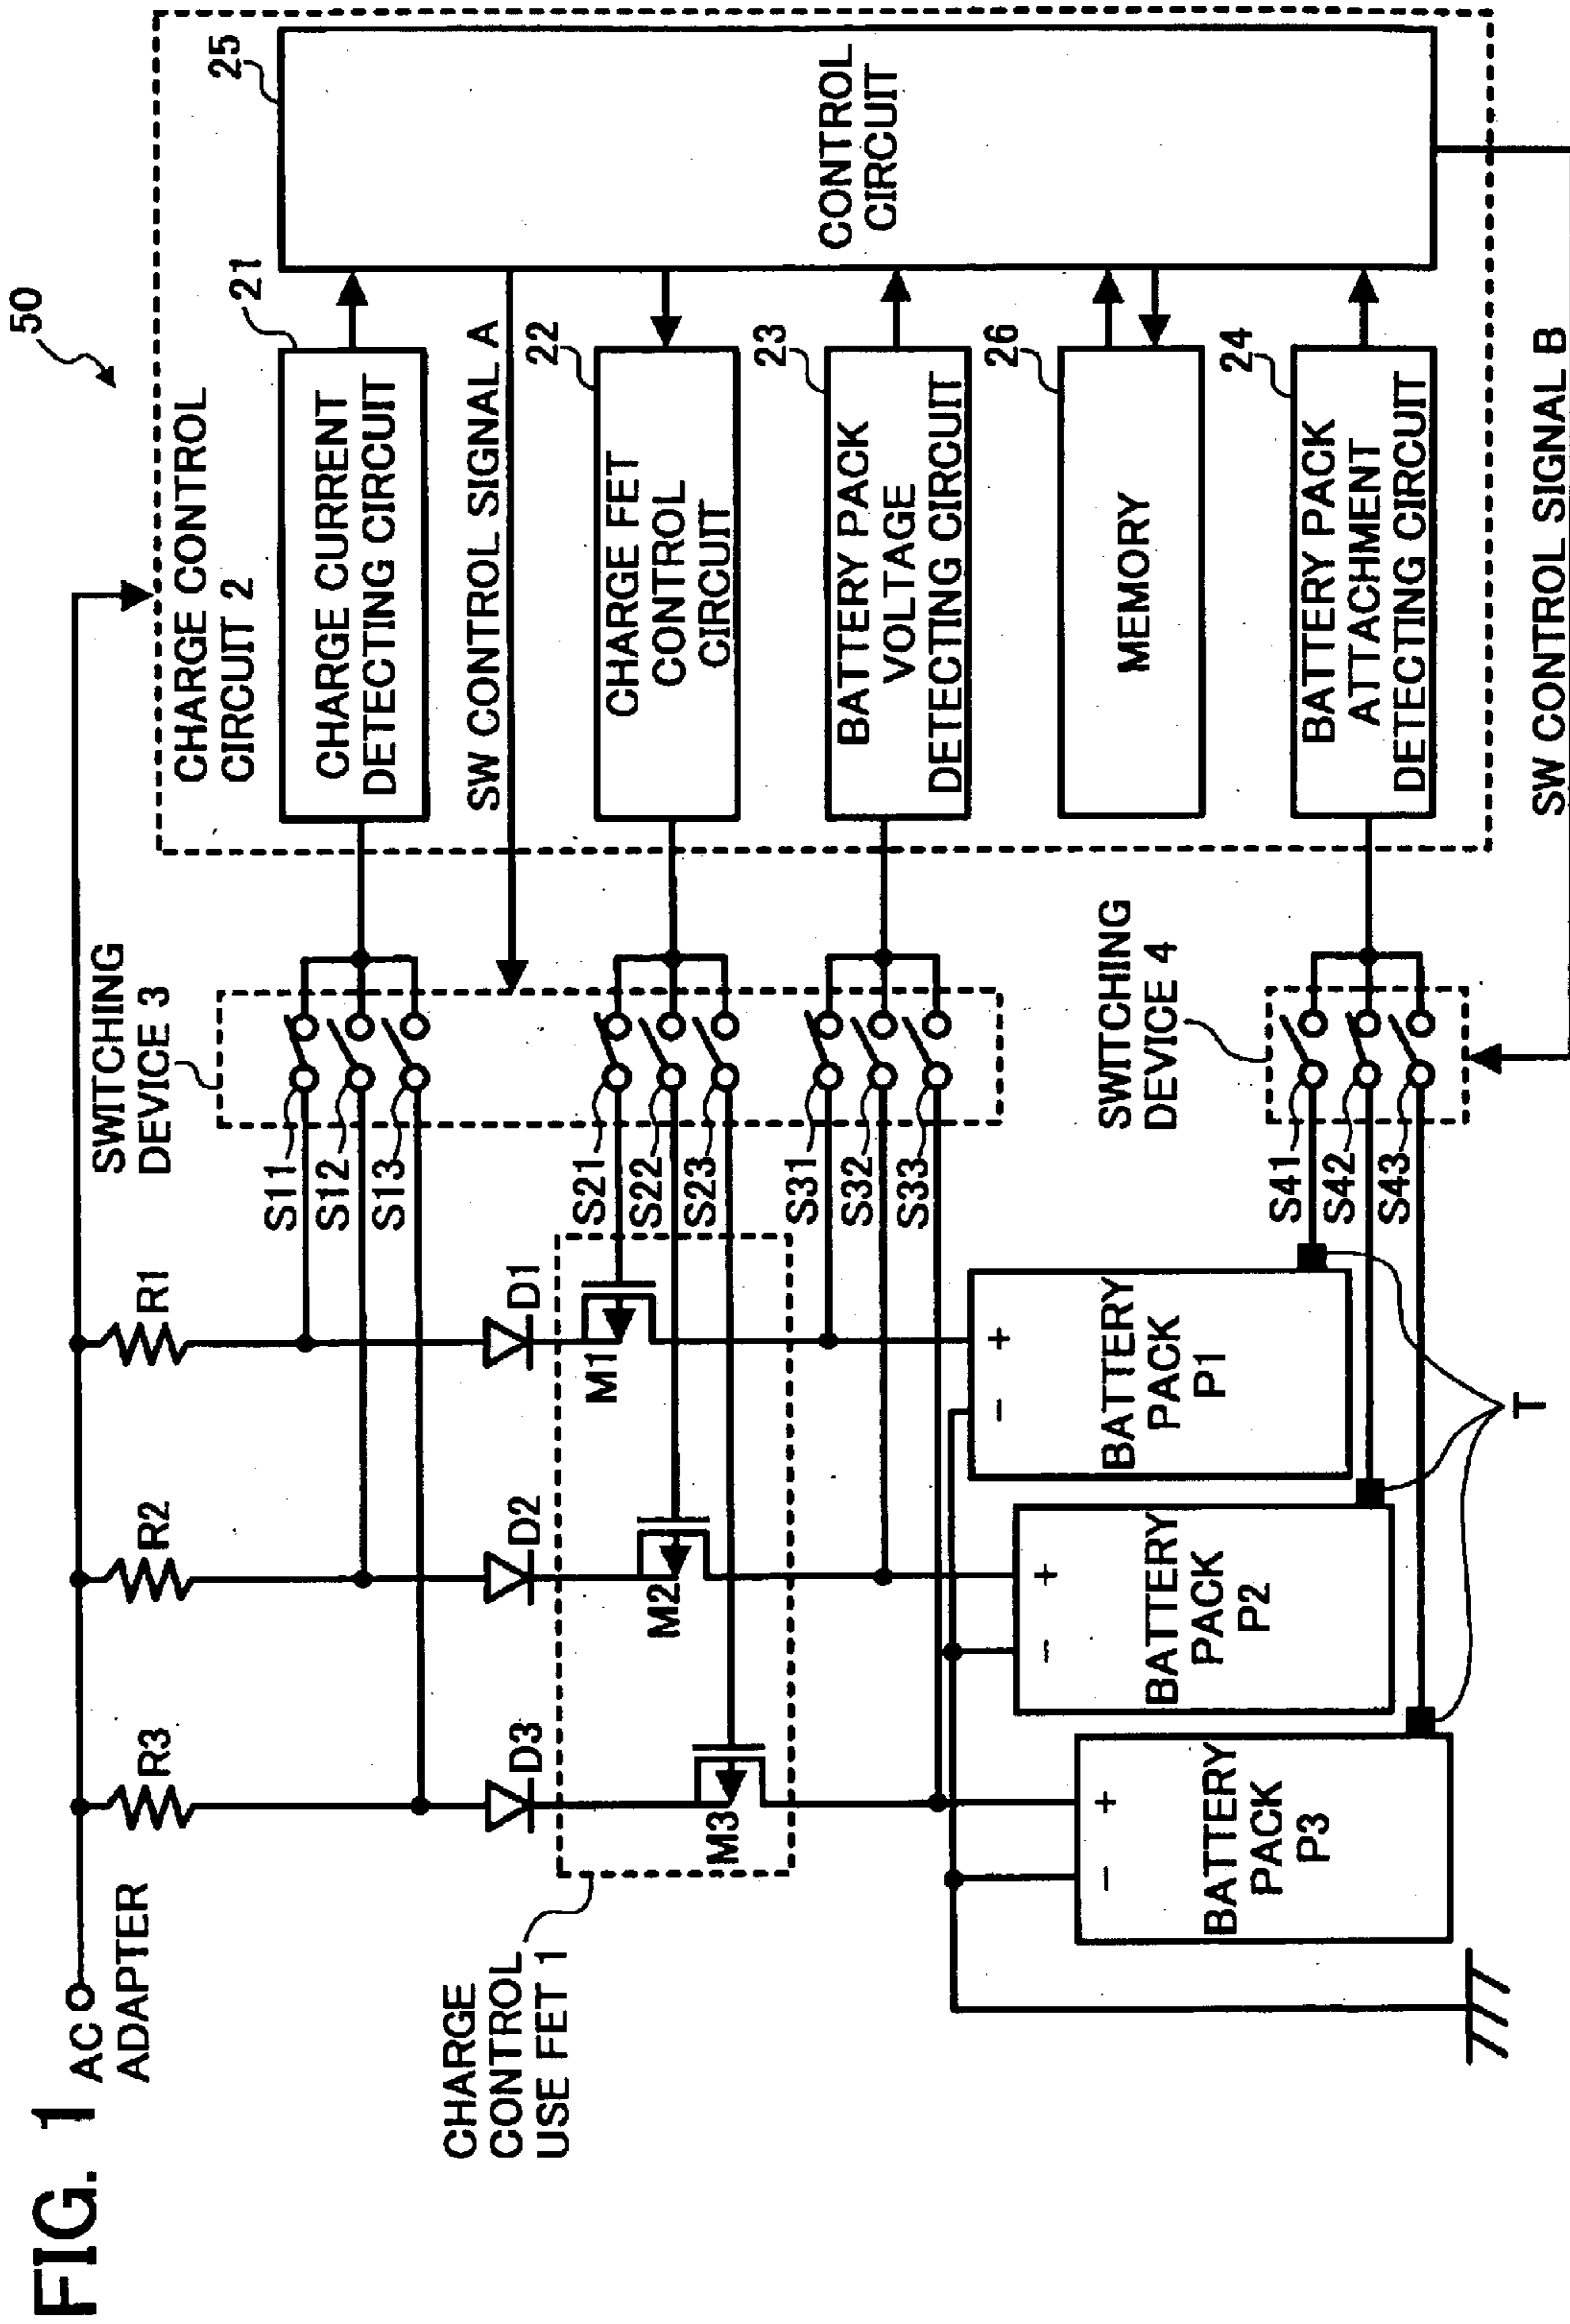 FIG. 1
50
AC
ADAPTER
R3
R2
R1
SWITCHING
DEVICE 3
CHARGE CONTROL
CIRCUIT 2
21
25
S11
S12
S13
CHARGE CURRENT
DETECTING CIRCUIT
SW CONTROL SIGNAL A
CHARGE
CONTROL
USE FET 1
D3
D2
D1
M3
M2
M1
S21
S22
S23
22
CHARGE FET
CONTROL
CIRCUIT
CONTROL
CIRCUIT
S31
S32
S33
23
BATTERY PACK
VOLTAGE
DETECTING CIRCUIT
26
MEMORY
− +
BATTERY
PACK
P3
− +
BATTERY
PACK
P2
− +
BATTERY
PACK
P1
SWITCHING
DEVICE 4
S41
S42
S43
24
BATTERY PACK
ATTACHMENT
DETECTING CIRCUIT
T
SW CONTROL SIGNAL B